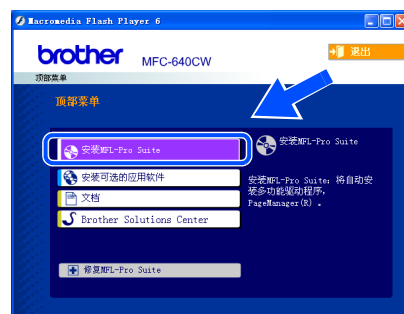 Macromedia Flash Player 6
brother MFC-640CW
退出
顶部菜单
顶部菜单
安装MFL-Pro Suite
安装MFL-Pro Suite
安装可选的应用软件
文档
Brother Solutions Center
修复MFL-Pro Suite
安装MFL-Pro Suite: 将自动安
装多功能驱动程序,
PageManager(R) 。